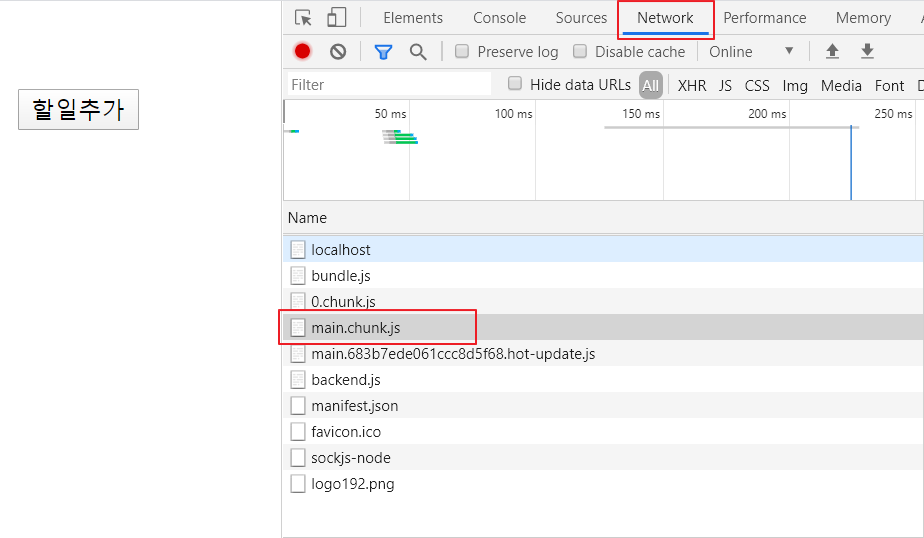 Elements Console Sources Network Performance Memory
Preserve log Disable cache Online
할일추가
Filter Hide data URLs All XHR JS CSS Img Media Font
50 ms 100 ms 150 ms 200 ms 250 ms
Name
localhost
bundle.js
0.chunk.js
main.chunk.js
main.683b7ede061ccc8d5f68.hot-update.js
backend.js
manifest.json
favicon.ico
sockjs-node
logo192.png